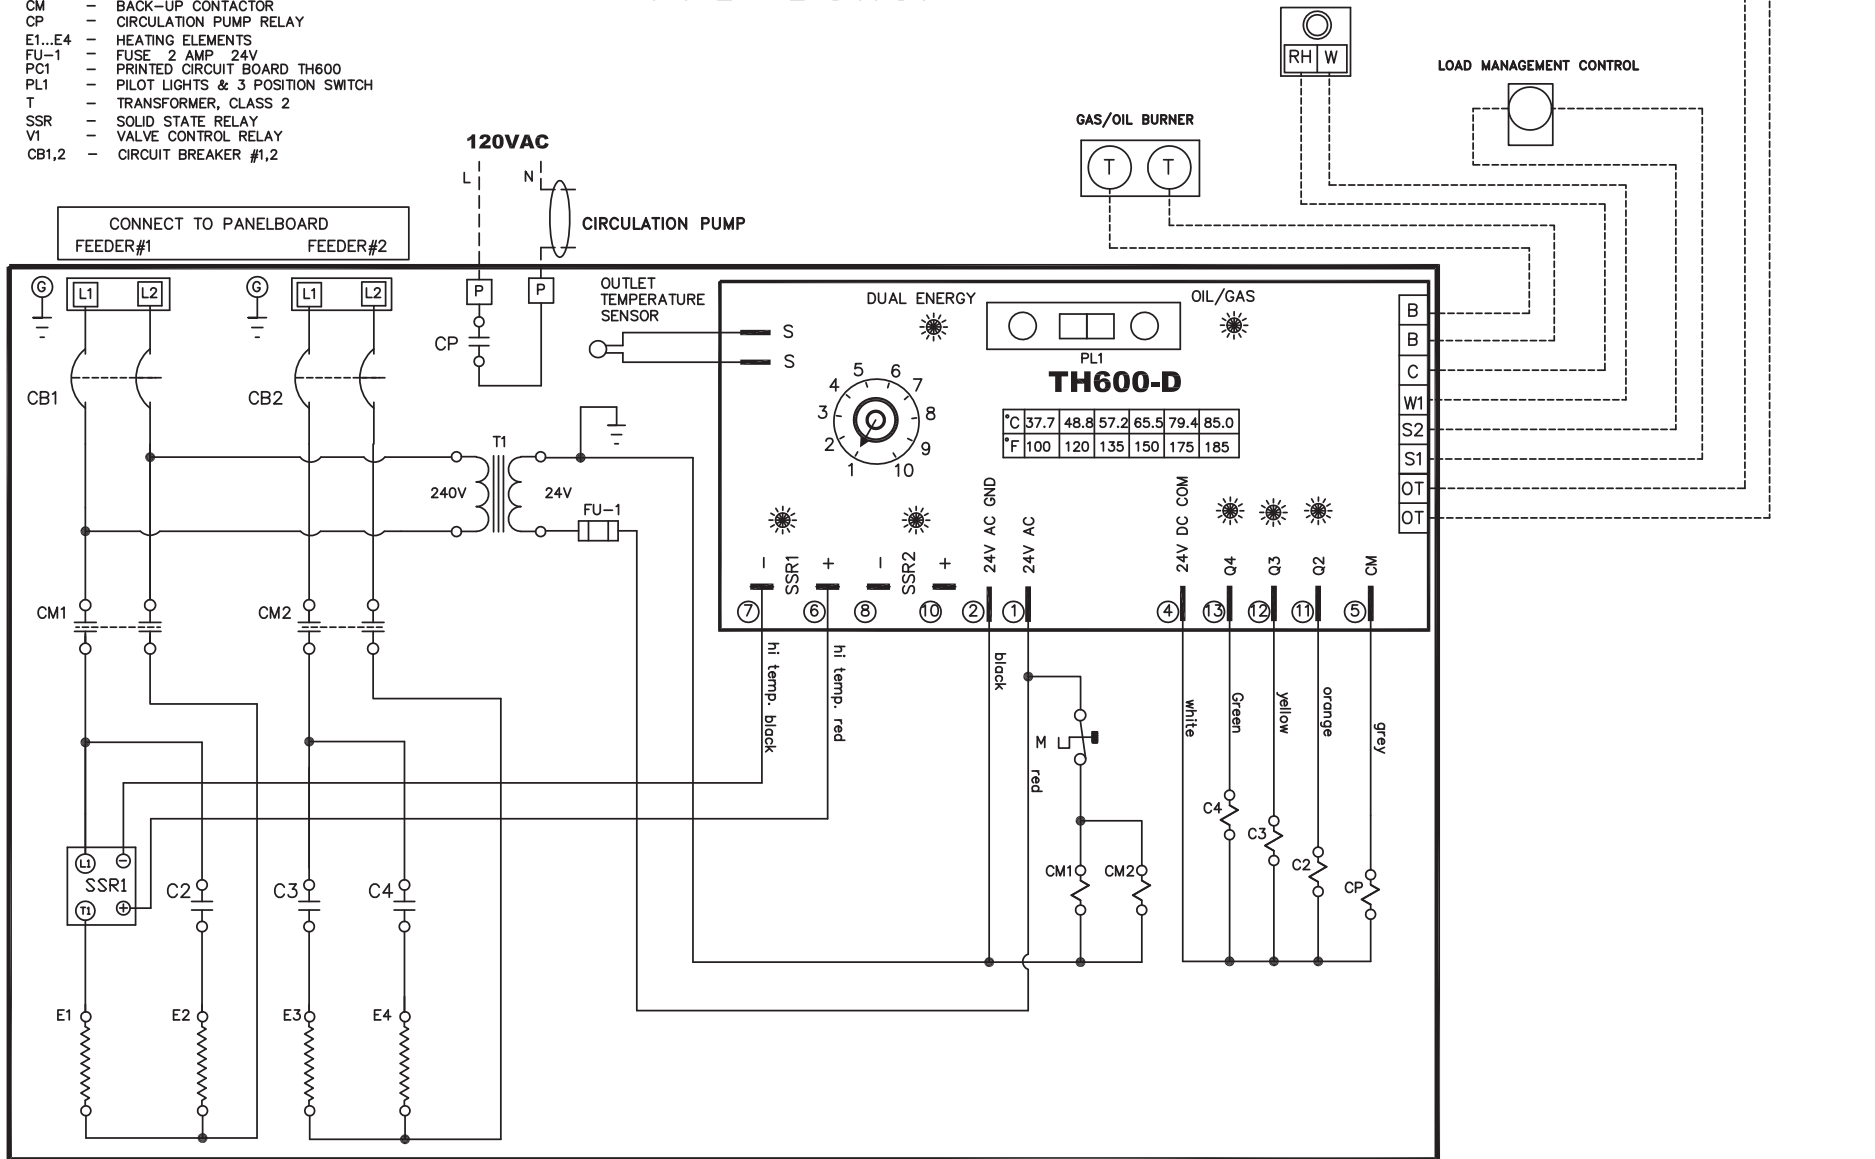 CM – BACK-UP CONTACTOR
CP – CIRCULATION PUMP RELAY
E1...E4 – HEATING ELEMENTS
FU-1 – FUSE 2 AMP 24V
PC1 – PRINTED CIRCUIT BOARD TH600
PL1 – PILOT LIGHTS & 3 POSITION SWITCH
T – TRANSFORMER, CLASS 2
SSR – SOLID STATE RELAY
V1 – VALVE CONTROL RELAY
CB1,2 – CIRCUIT BREAKER #1,2
RH W
LOAD MANAGEMENT CONTROL
GAS/OIL BURNER
T T
120VAC
L N
CIRCULATION PUMP
CONNECT TO PANELBOARD
FEEDER#1 FEEDER#2
G L1 L2 G L1 L2 P P
OUTLET
TEMPERATURE
SENSOR
CP
S
S
DUAL ENERGY
OIL/GAS
PL1
TH600-D
1 2 3 4 5 6 7 8 9 10
°C 37.7 48.8 57.2 65.5 79.4 85.0
°F 100 120 135 150 175 185
B
B
C
W1
S2
S1
OT
OT
CB1 CB2
T1
240V 24V
FU-1
– SSR1 + – SSR2 + 24V AC GND 24V AC 24V DC COM Q4 Q3 Q2 CM
7 6 8 10 2 1 4 13 12 11 5
CM1 CM2
hi temp. black hi temp. red black red white Green yellow orange grey
M
C4
C3
C2
CP
CM1 CM2
L1 –
SSR1
T1 +
C2 C3 C4
E1 E2 E3 E4